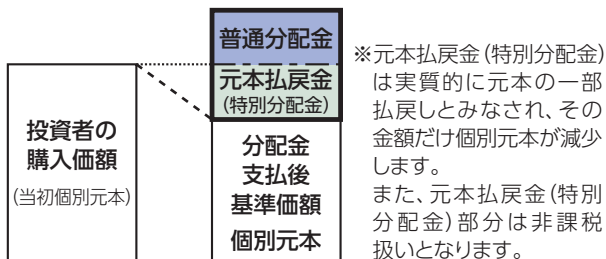 普通分配金
元本払戻金
(特別分配金)
投資者の
購入価額
(当初個別元本)
分配金
支払後
基準価額
個別元本
※元本払戻金(特別分配金)
は実質的に元本の一部
払戻しとみなされ、その
金額だけ個別元本が減少
します。
また、元本払戻金(特別
分配金)部分は非課税
扱いとなります。